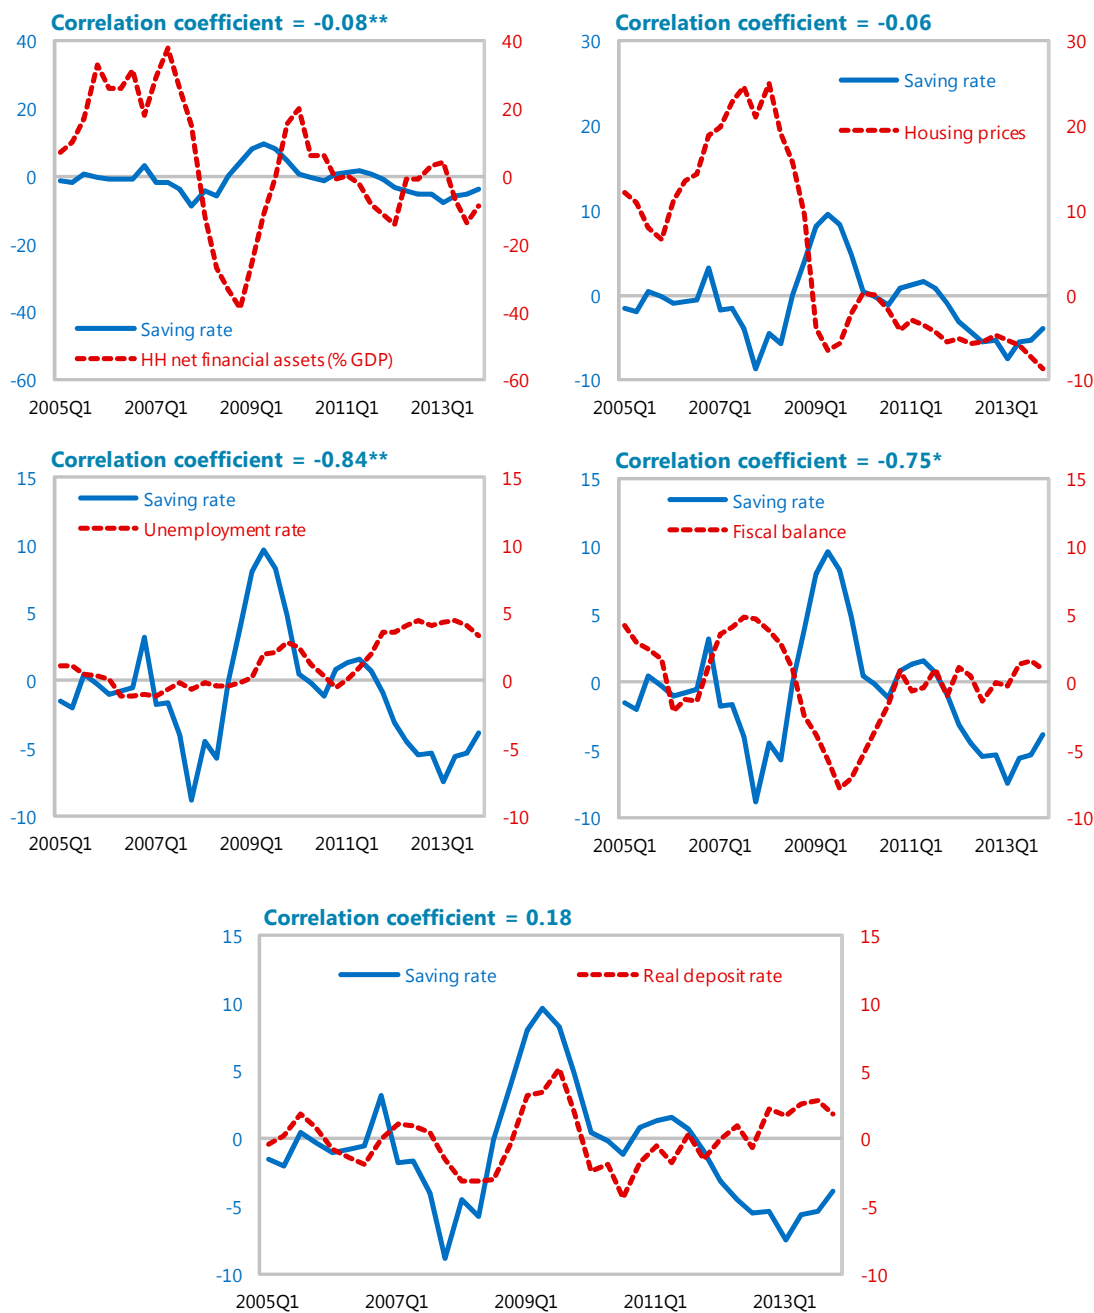 Correlation coefficient = -0.08**
40
20
0
-20
-40
-60
40
20
0
-20
-40
-60
Saving rate
HH net financial assets (% GDP)
2005Q1 2007Q1 2009Q1 2011Q1 2013Q1
Correlation coefficient = -0.06
30
20
10
0
-10
30
20
10
0
-10
Saving rate
Housing prices
2005Q1 2007Q1 2009Q1 2011Q1 2013Q1
Correlation coefficient = -0.84**
15
10
5
0
-5
-10
15
10
5
0
-5
-10
Saving rate
Unemployment rate
2005Q1 2007Q1 2009Q1 2011Q1 2013Q1
Correlation coefficient = -0.75*
15
10
5
0
-5
-10
15
10
5
0
-5
-10
Saving rate
Fiscal balance
2005Q1 2007Q1 2009Q1 2011Q1 2013Q1
Correlation coefficient = 0.18
15
10
5
0
-5
-10
15
10
5
0
-5
-10
Saving rate
Real deposit rate
2005Q1 2007Q1 2009Q1 2011Q1 2013Q1